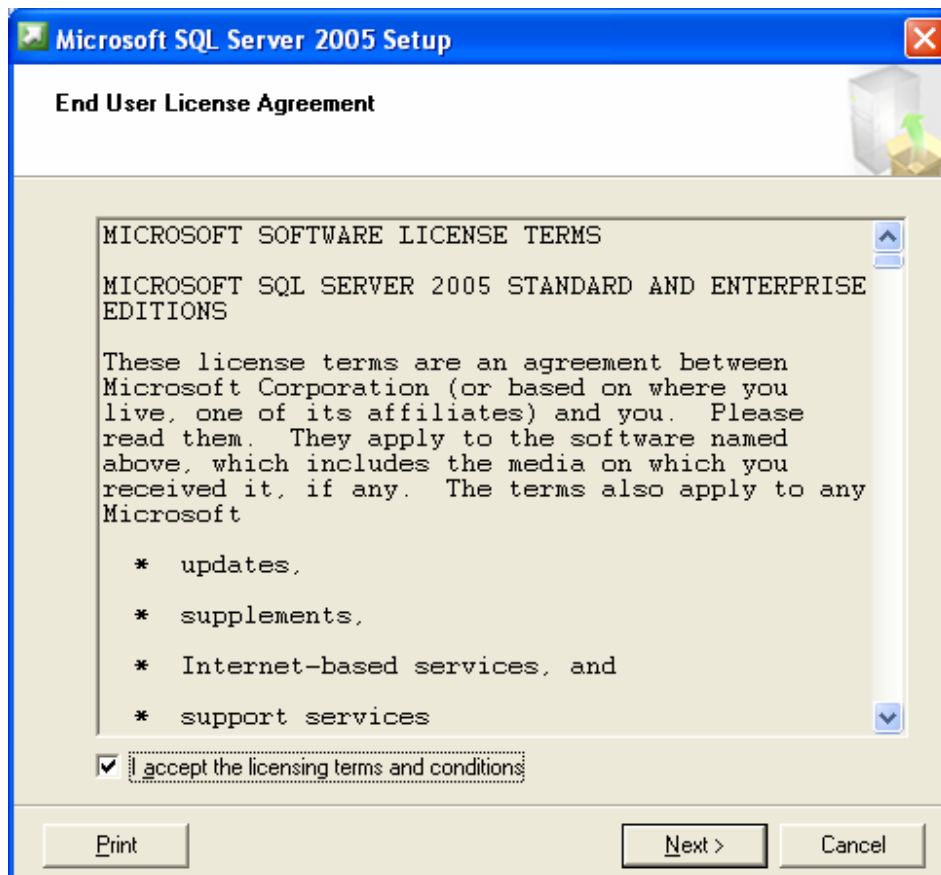 Microsoft SQL Server 2005 Setup
End User License Agreement
MICROSOFT SOFTWARE LICENSE TERMS
MICROSOFT SQL SERVER 2005 STANDARD AND ENTERPRISE
EDITIONS
These license terms are an agreement between
Microsoft Corporation (or based on where you
live, one of its affiliates) and you.  Please
read them.  They apply to the software named
above, which includes the media on which you
received it, if any.  The terms also apply to any
Microsoft
* updates,
* supplements,
* Internet-based services, and
* support services
I accept the licensing terms and conditions
Print
Next >
Cancel